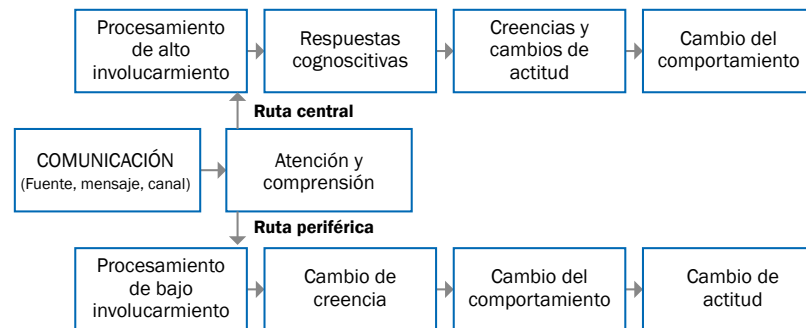 Procesamiento
de alto
involucarmiento
Respuestas
cognoscitivas
Creencias y
cambios de
actitud
Cambio del
comportamiento
Ruta central
COMUNICACIÓN
(Fuente, mensaje, canal)
Atención y
comprensión
Ruta periférica
Procesamiento
de bajo
involucarmiento
Cambio de
creencia
Cambio del
comportamiento
Cambio de
actitud